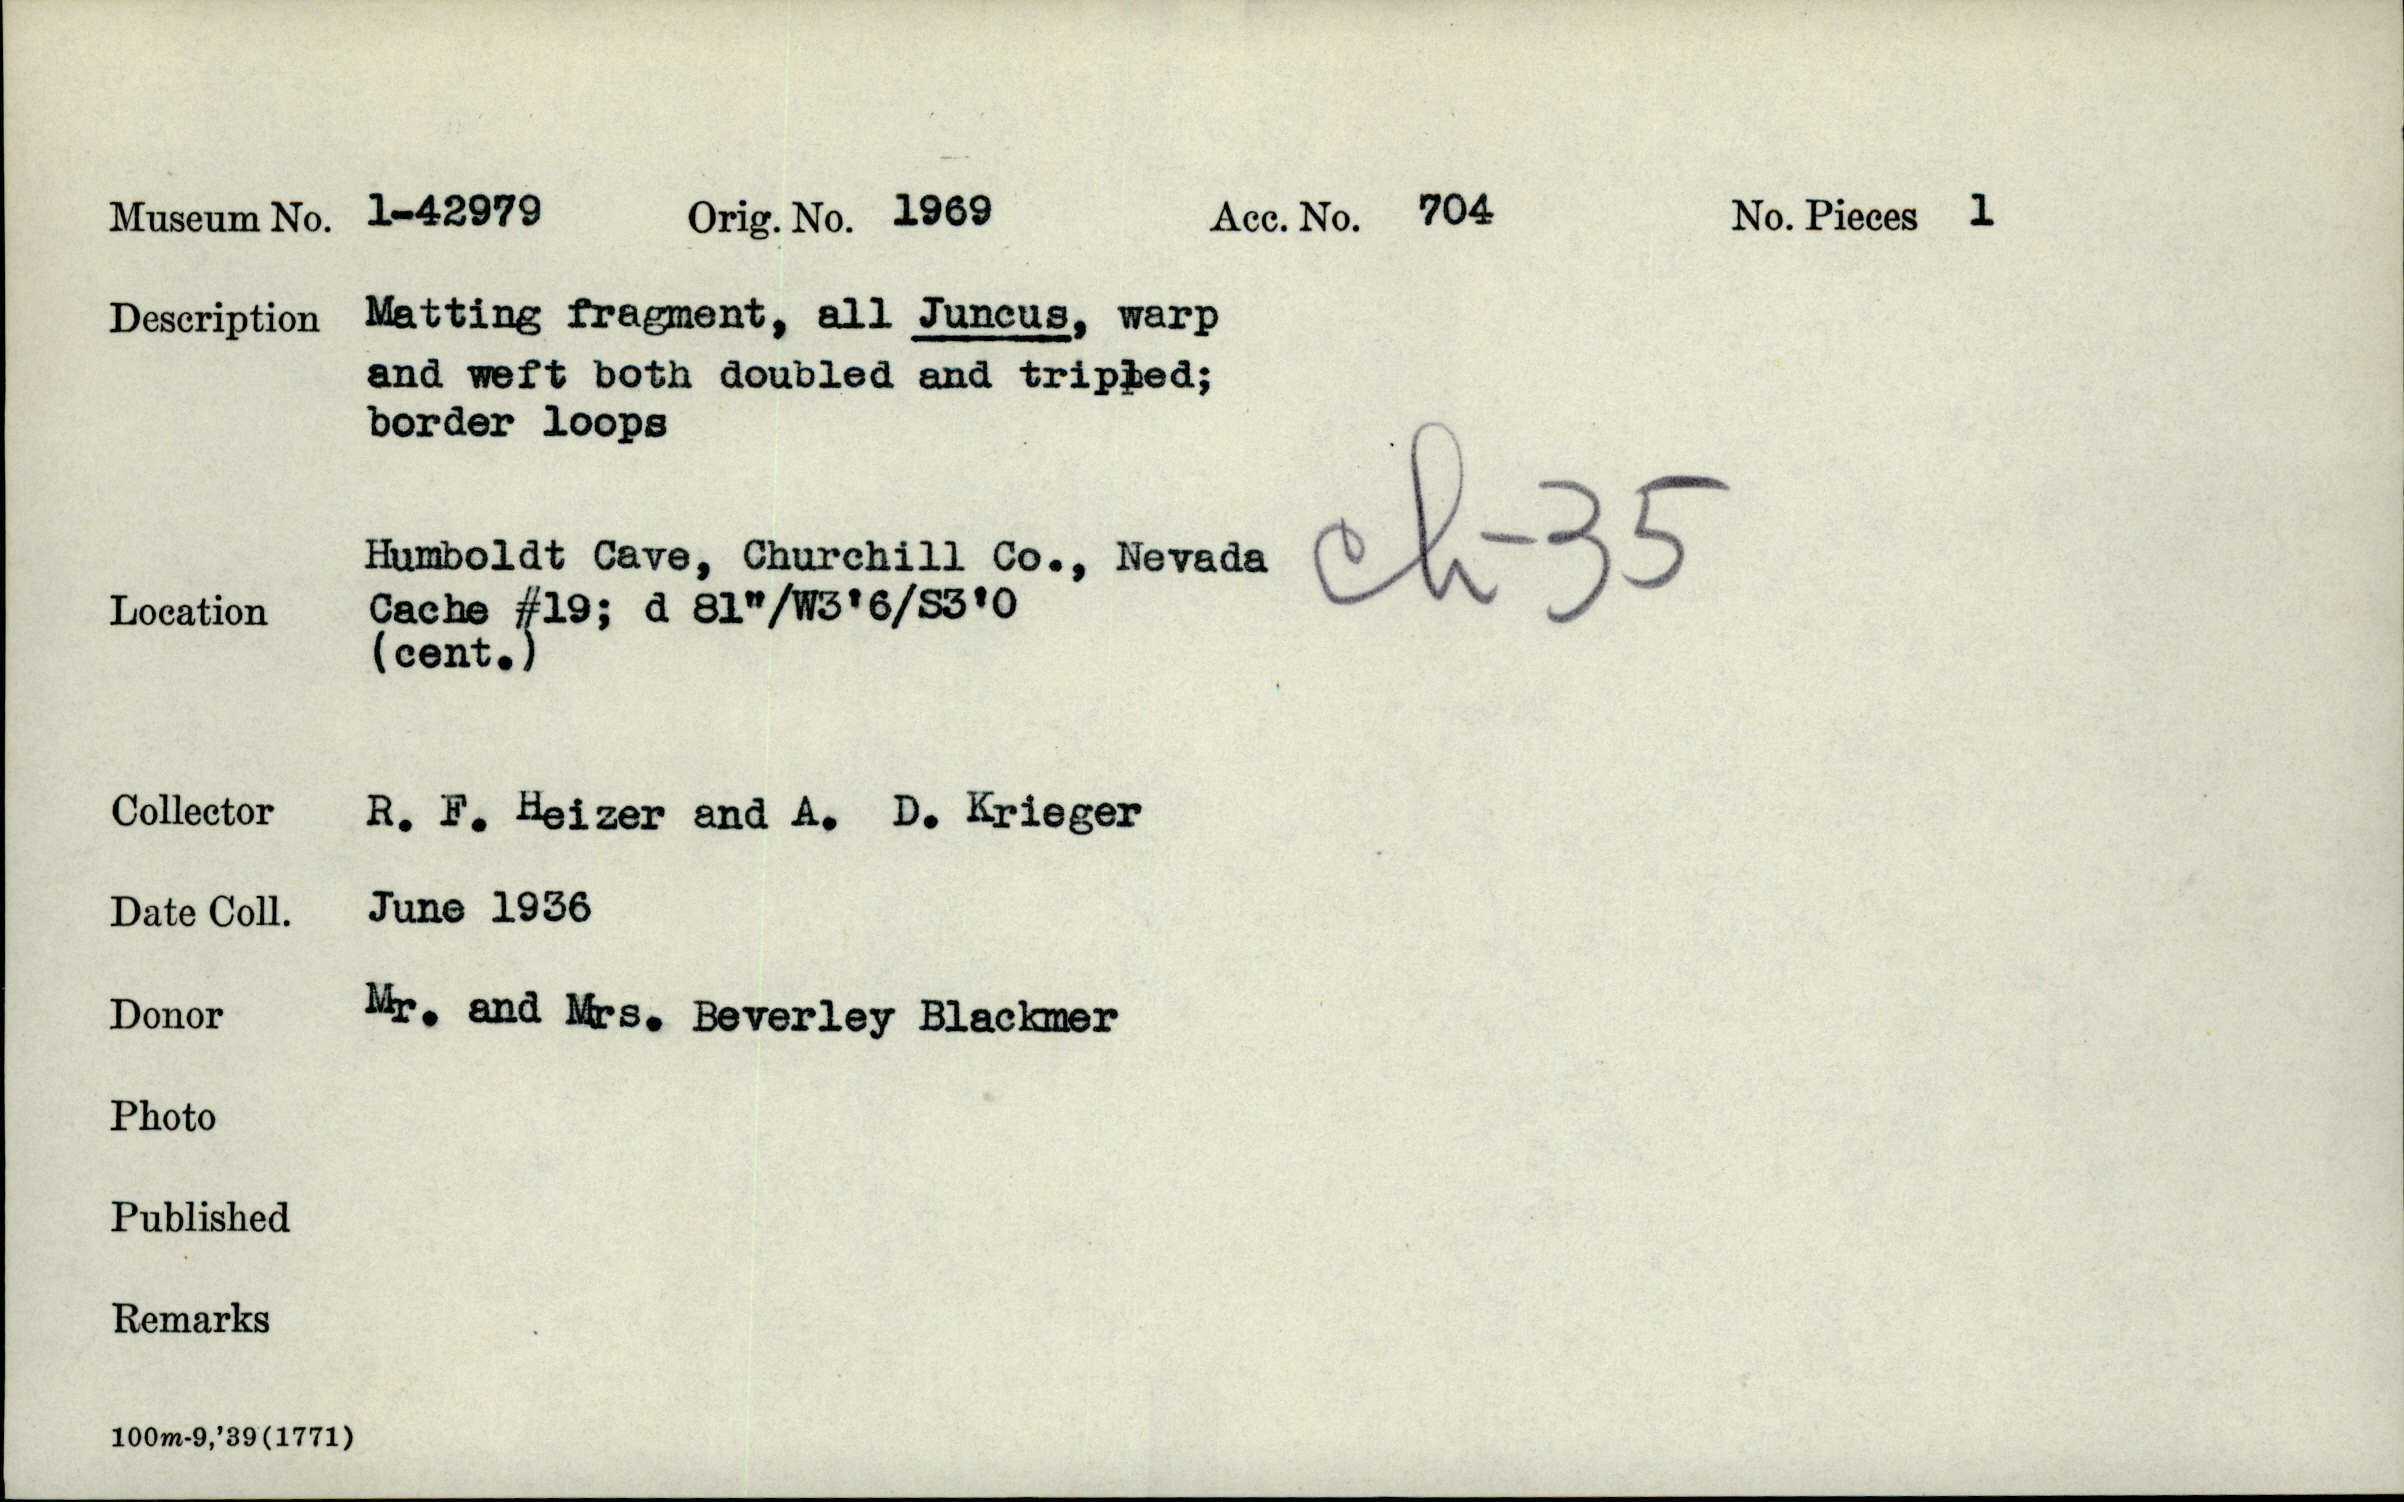 Museum No. 1-42979 Orig. No. 1969 Acc. No. 704 No. Pieces 1
Description Matting fragment, all Juncus, warp
and weft both doubled and tripled;
border loops
Humboldt Cave, Churchill Co., Nevada ch-35
Location Cache #19; d 81"/W3'6/S3'0
(cent.)
Collector R. F. Heizer and A. D. Krieger
Date Coll. June 1936
Donor Mr. and Mrs. Beverley Blackmer
Photo
Published
Remarks
100m-9,'39(1771)